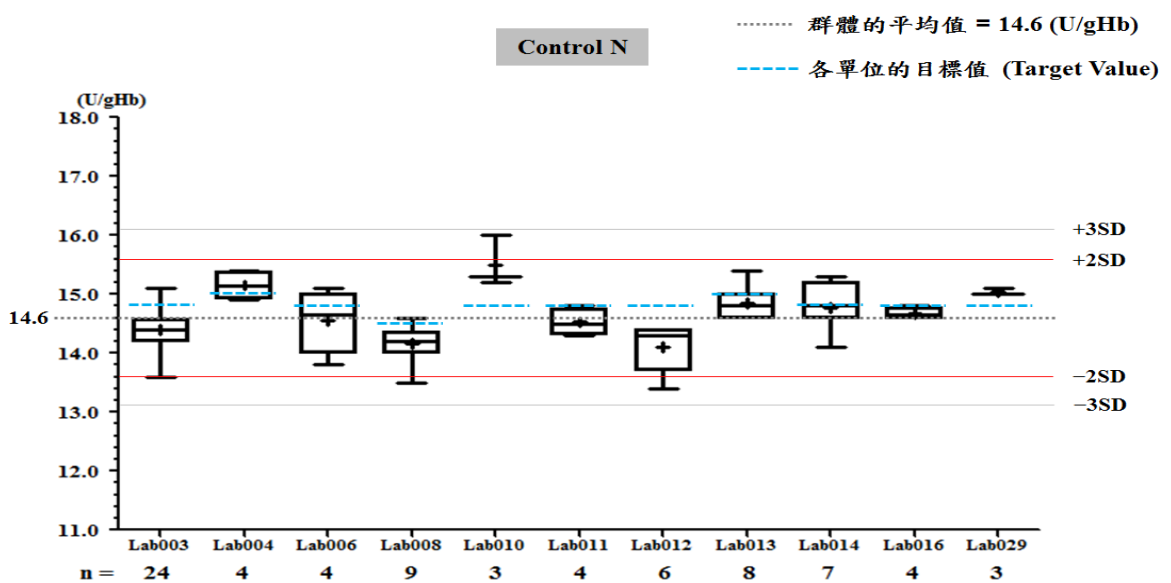 群體的平均值 = 14.6 (U/gHb)
Control N
各單位的目標值 (Target Value)
(U/gHb)
18.0
17.0
16.0
+3SD
+2SD
15.0
14.6
14.0
−2SD
13.0
−3SD
12.0
11.0
Lab003 Lab004 Lab006 Lab008 Lab010 Lab011 Lab012 Lab013 Lab014 Lab016 Lab029
n = 24 4 4 9 3 4 6 8 7 4 3